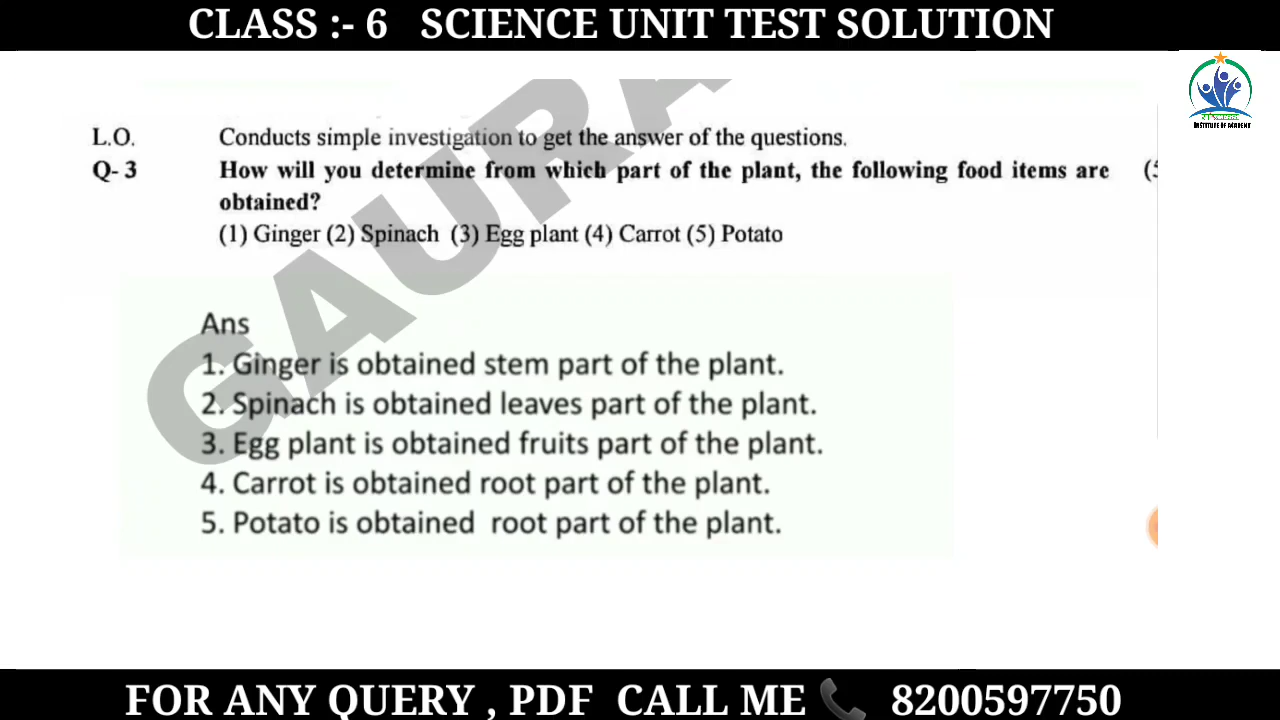 CLASS :- 6 SCIENCE UNIT TEST SOLUTION
INSTITUTE OF ACADEMY
L.O. Conducts simple investigation to get the answer of the questions.
Q- 3 How will you determine from which part of the plant, the following food items are
obtained?
(1) Ginger (2) Spinach (3) Egg plant (4) Carrot (5) Potato
GAURA
Ans
1. Ginger is obtained stem part of the plant.
2. Spinach is obtained leaves part of the plant.
3. Egg plant is obtained fruits part of the plant.
4. Carrot is obtained root part of the plant.
5. Potato is obtained root part of the plant.
FOR ANY QUERY , PDF CALL ME 8200597750